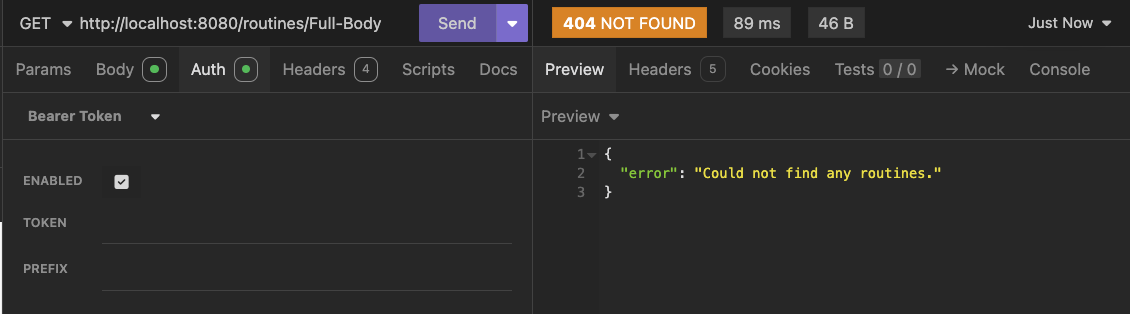 GET http://localhost:8080/routines/Full-Body Send 404 NOT FOUND 89 ms 46 B Just Now
Params Body Auth Headers 4 Scripts Docs Preview Headers 5 Cookies Tests 0 / 0 → Mock Console
Bearer Token
Preview
ENABLED
TOKEN
PREFIX
1 {
2 "error": "Could not find any routines."
3 }